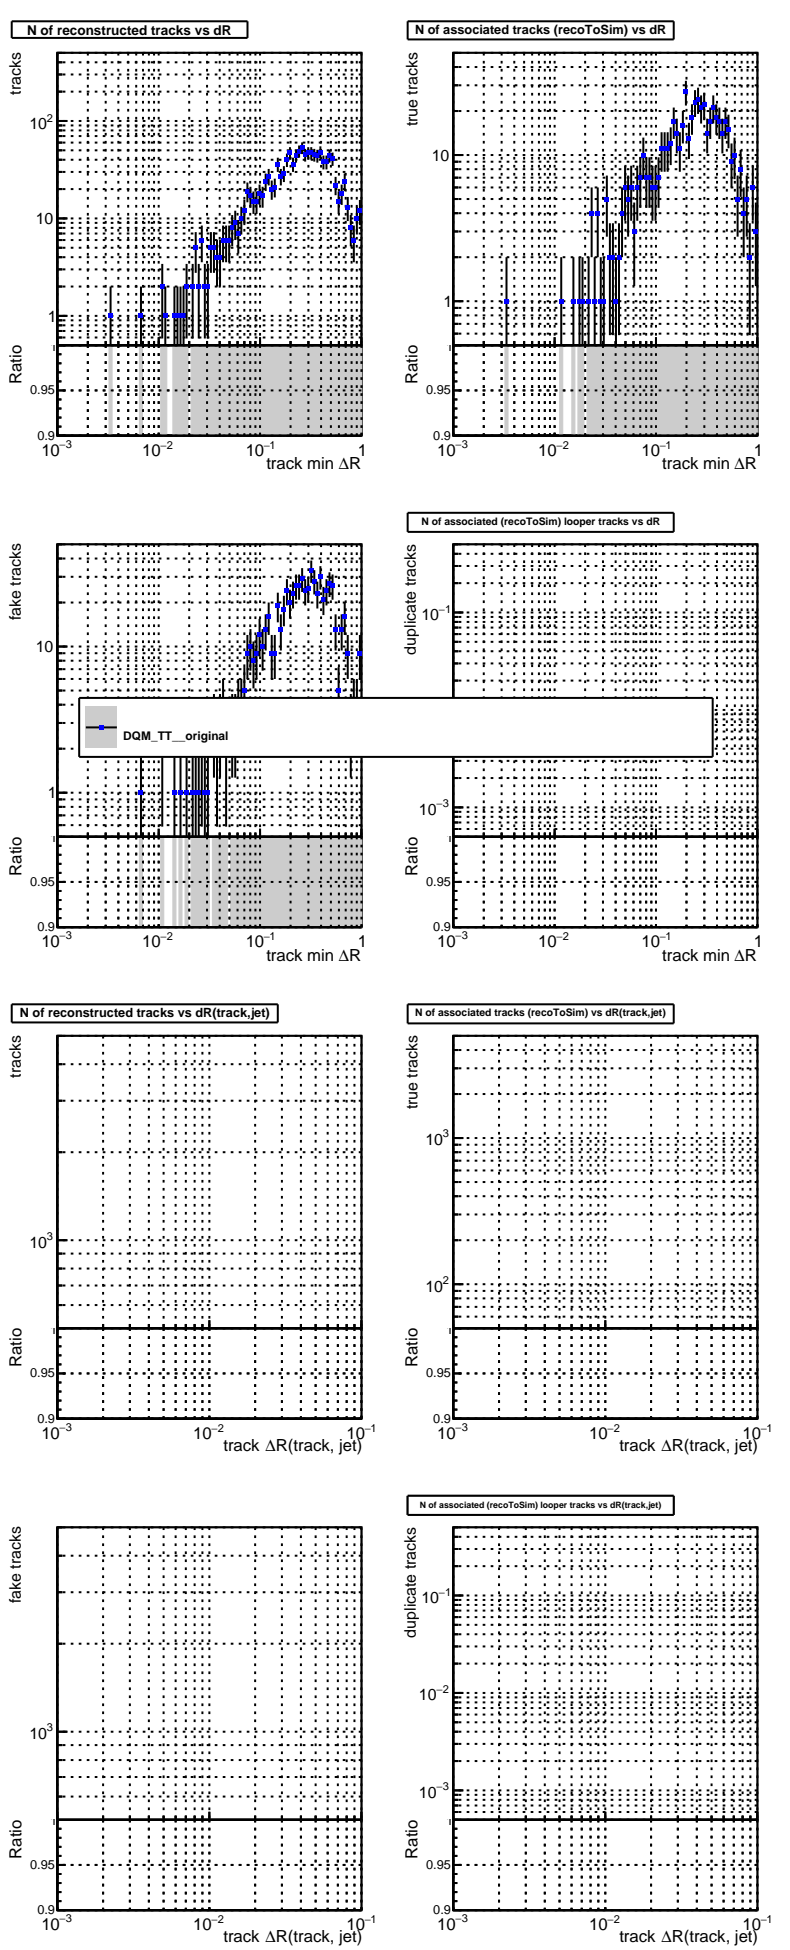 N of reconstructed tracks vs dR
tracks
10²
10
1
Ratio
0.95
0.9
10⁻³ 10⁻² 10⁻¹ 1
track min ΔR
N of associated tracks (recoToSim) vs dR
true tracks
10
1
Ratio
0.95
0.9
10⁻³ 10⁻² 10⁻¹ 1
track min ΔR
fake tracks
10
1
Ratio
0.95
0.9
10⁻³ 10⁻² 10⁻¹ 1
track min ΔR
N of associated (recoToSim) looper tracks vs dR
duplicate tracks
10⁻¹
10⁻³
Ratio
0.95
0.9
10⁻³ 10⁻² 10⁻¹ 1
track min ΔR
DQM_TT__original
N of reconstructed tracks vs dR(track,jet)
tracks
10³
Ratio
0.95
0.9
10⁻³ 10⁻² 10⁻¹
track ΔR(track, jet)
N of associated tracks (recoToSim) vs dR(track,jet)
true tracks
10³
10²
Ratio
0.95
0.9
10⁻³ 10⁻² 10⁻¹
track ΔR(track, jet)
fake tracks
10³
Ratio
0.95
0.9
10⁻³ 10⁻² 10⁻¹
track ΔR(track, jet)
N of associated (recoToSim) looper tracks vs dR(track,jet)
duplicate tracks
10⁻¹
10⁻²
10⁻³
Ratio
0.95
0.9
10⁻³ 10⁻² 10⁻¹
track ΔR(track, jet)